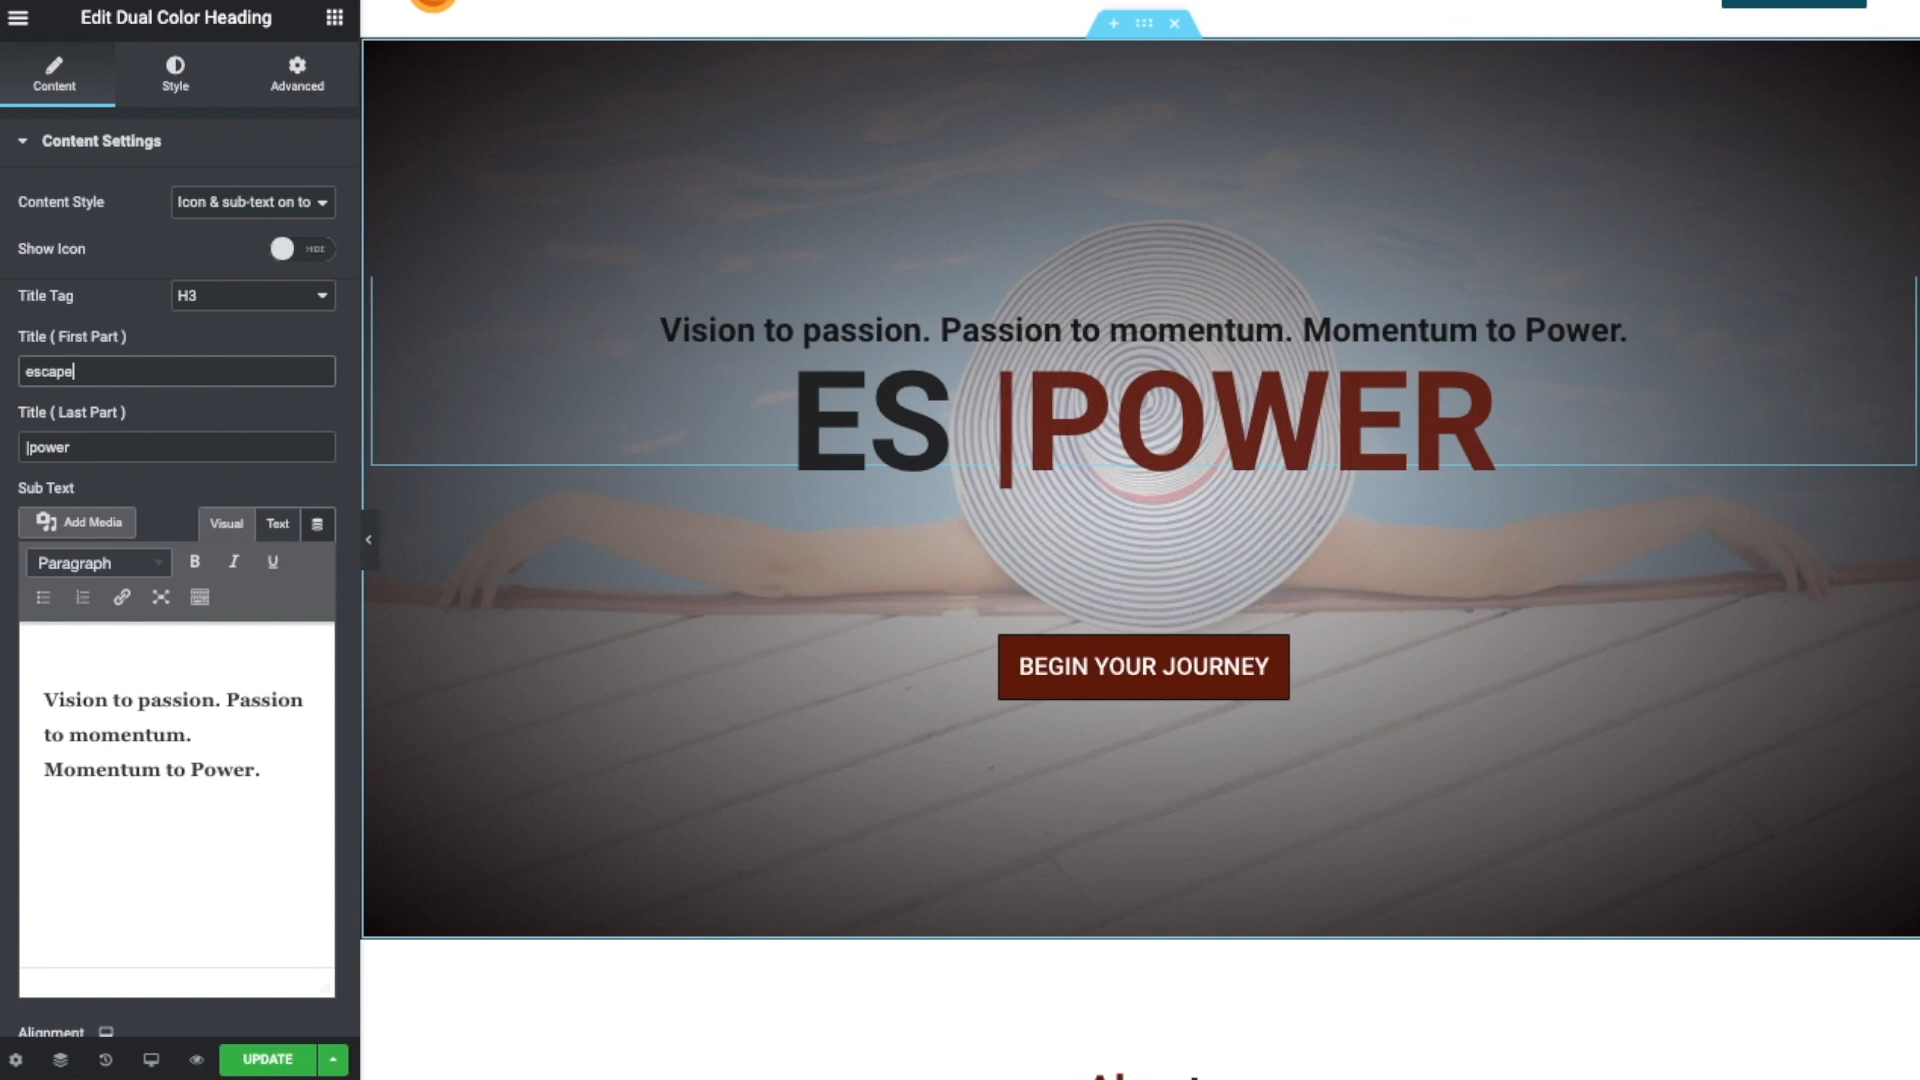 Edit Dual Color Heading
Content
Style
Advanced
Content Settings
Content Style
Icon & sub-text on to
Show Icon
HIDE
Title Tag
H3
Title ( First Part )
escape
Title ( Last Part )
|power
Sub Text
Add Media
Visual
Text
Paragraph
B
I
U
Vision to passion. Passion
to momentum.
Momentum to Power.
Alignment
UPDATE
Vision to passion. Passion to momentum. Momentum to Power.
ES |POWER
BEGIN YOUR JOURNEY